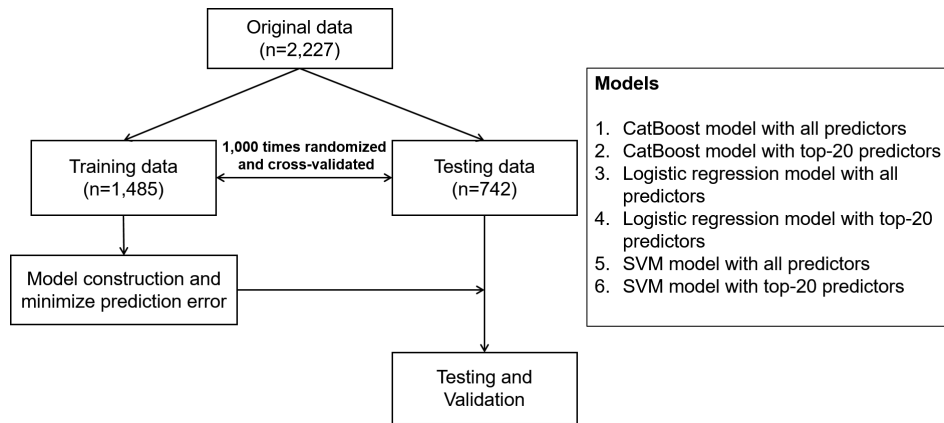 Original data
(n=2,227)
Training data
(n=1,485)
1,000 times randomized
and cross-validated
Testing data
(n=742)
Model construction and
minimize prediction error
Testing and
Validation
Models
1. CatBoost model with all predictors
2. CatBoost model with top-20 predictors
3. Logistic regression model with all
predictors
4. Logistic regression model with top-20
predictors
5. SVM model with all predictors
6. SVM model with top-20 predictors